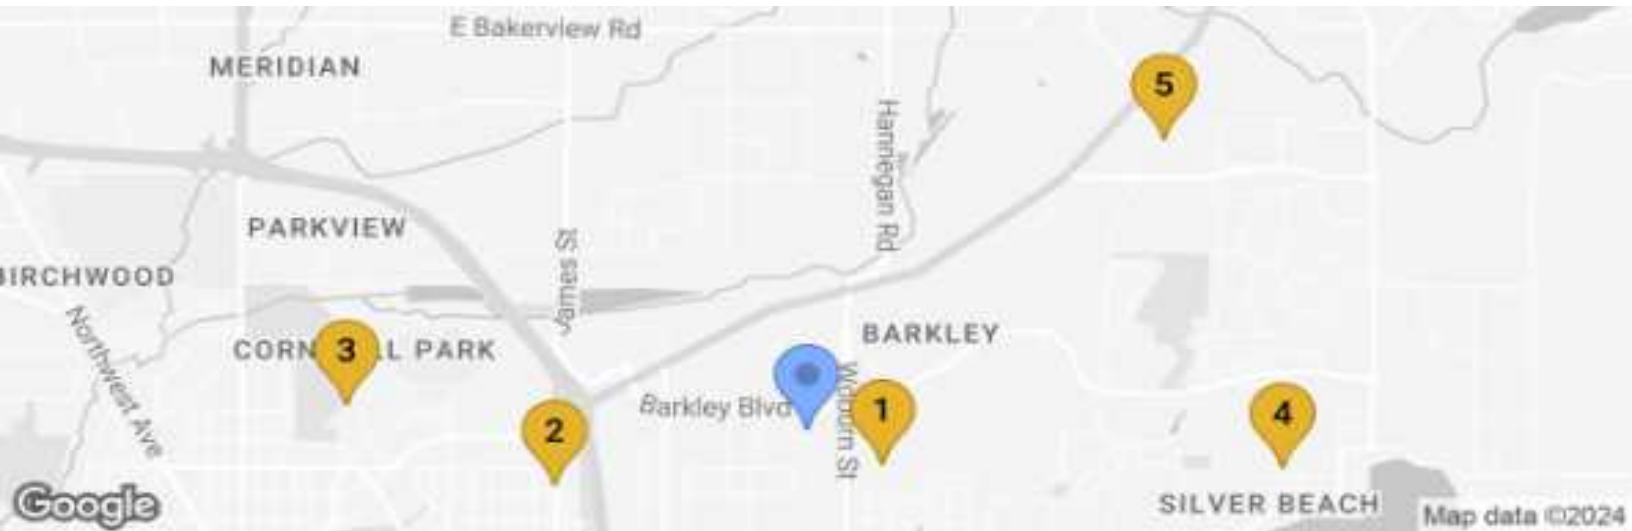 E Bakerview Rd
MERIDIAN
5
Hannegan Rd
PARKVIEW
James St
BIRCHWOOD
Northwest Ave
BARKLEY
CORN LL PARK
3
Barkley Blvd
Woburn St
1
2
4
Google
SILVER BEACH
Map data ©2024